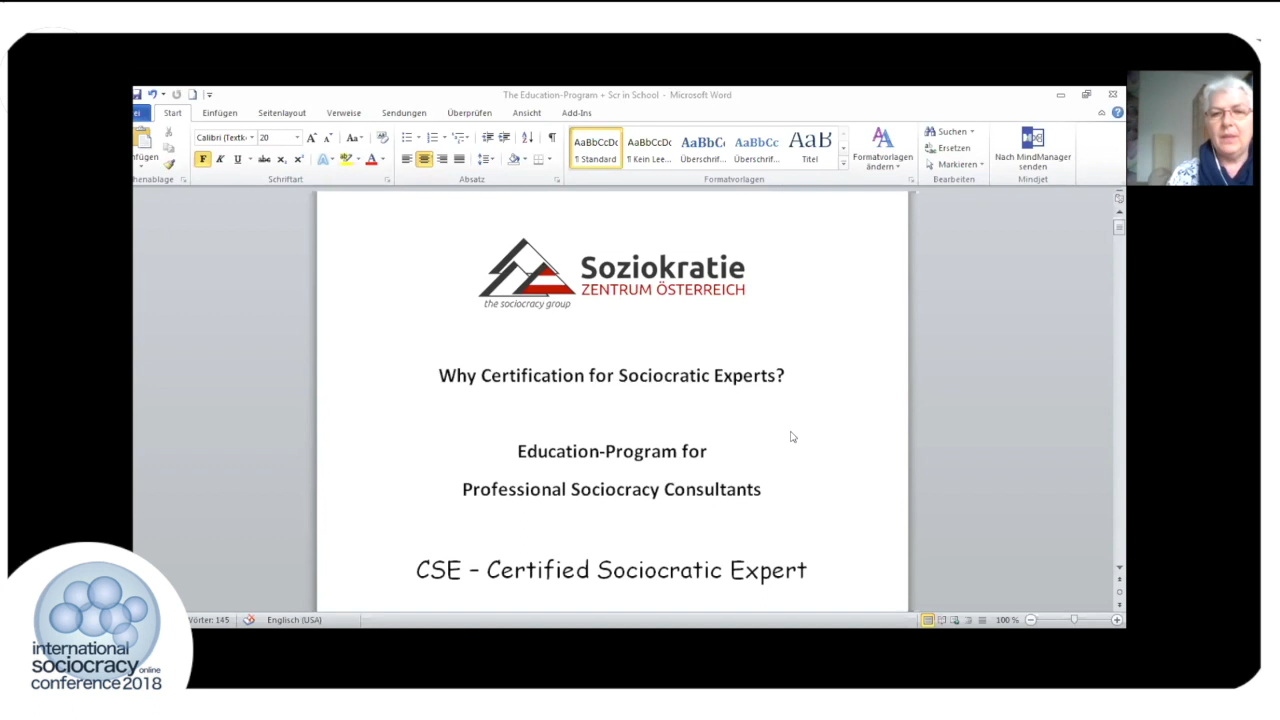 The Education-Program + Scr in School - Microsoft Word
Start Einfügen Seitenlayout Verweise Sendungen Überprüfen Ansicht Add-Ins
Calibri (Textk 20
Aa
F K U abc x, x²
Schriftart
Absatz
AaBbCcDc AaBbCcDc AaBbC AaBbCc AaB
¶ Standard ¶ Kein Lee... Überschrif... Überschrif... Titel
Formatvorlagen
Formatvorlagen
ändern
Suchen
Ersetzen
Markieren
Bearbeiten
Nach MindManager
senden
Mindjet
Soziokratie
ZENTRUM ÖSTERREICH
the sociocracy group
Why Certification for Sociocratic Experts?
Education-Program for
Professional Sociocracy Consultants
CSE – Certified Sociocratic Expert
Englisch (USA)
100 %
international
sociocracy online
conference 2018